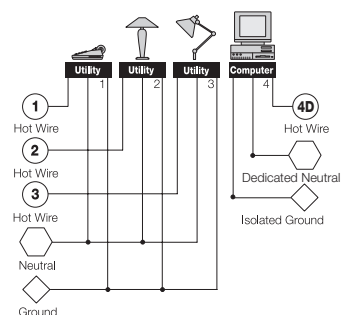 Utility Utility Utility Computer
1 2 3 4
1 4D
Hot Wire Hot Wire
2
Hot Wire Dedicated Neutral
3
Hot Wire Isolated Ground
Neutral
Ground